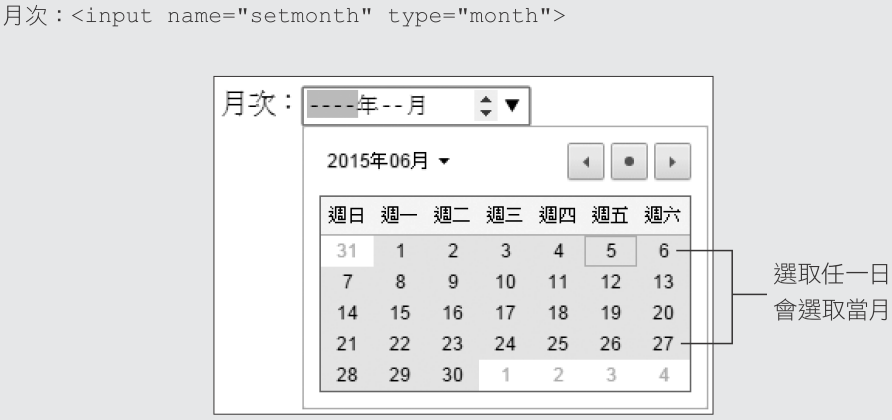 月次：<input name="setmonth" type="month">
月次： ----年--月
2015年06月
週日 週一 週二 週三 週四 週五 週六
31 1 2 3 4 5 6
7 8 9 10 11 12 13
14 15 16 17 18 19 20
21 22 23 24 25 26 27
28 29 30 1 2 3 4
選取任一日
會選取當月